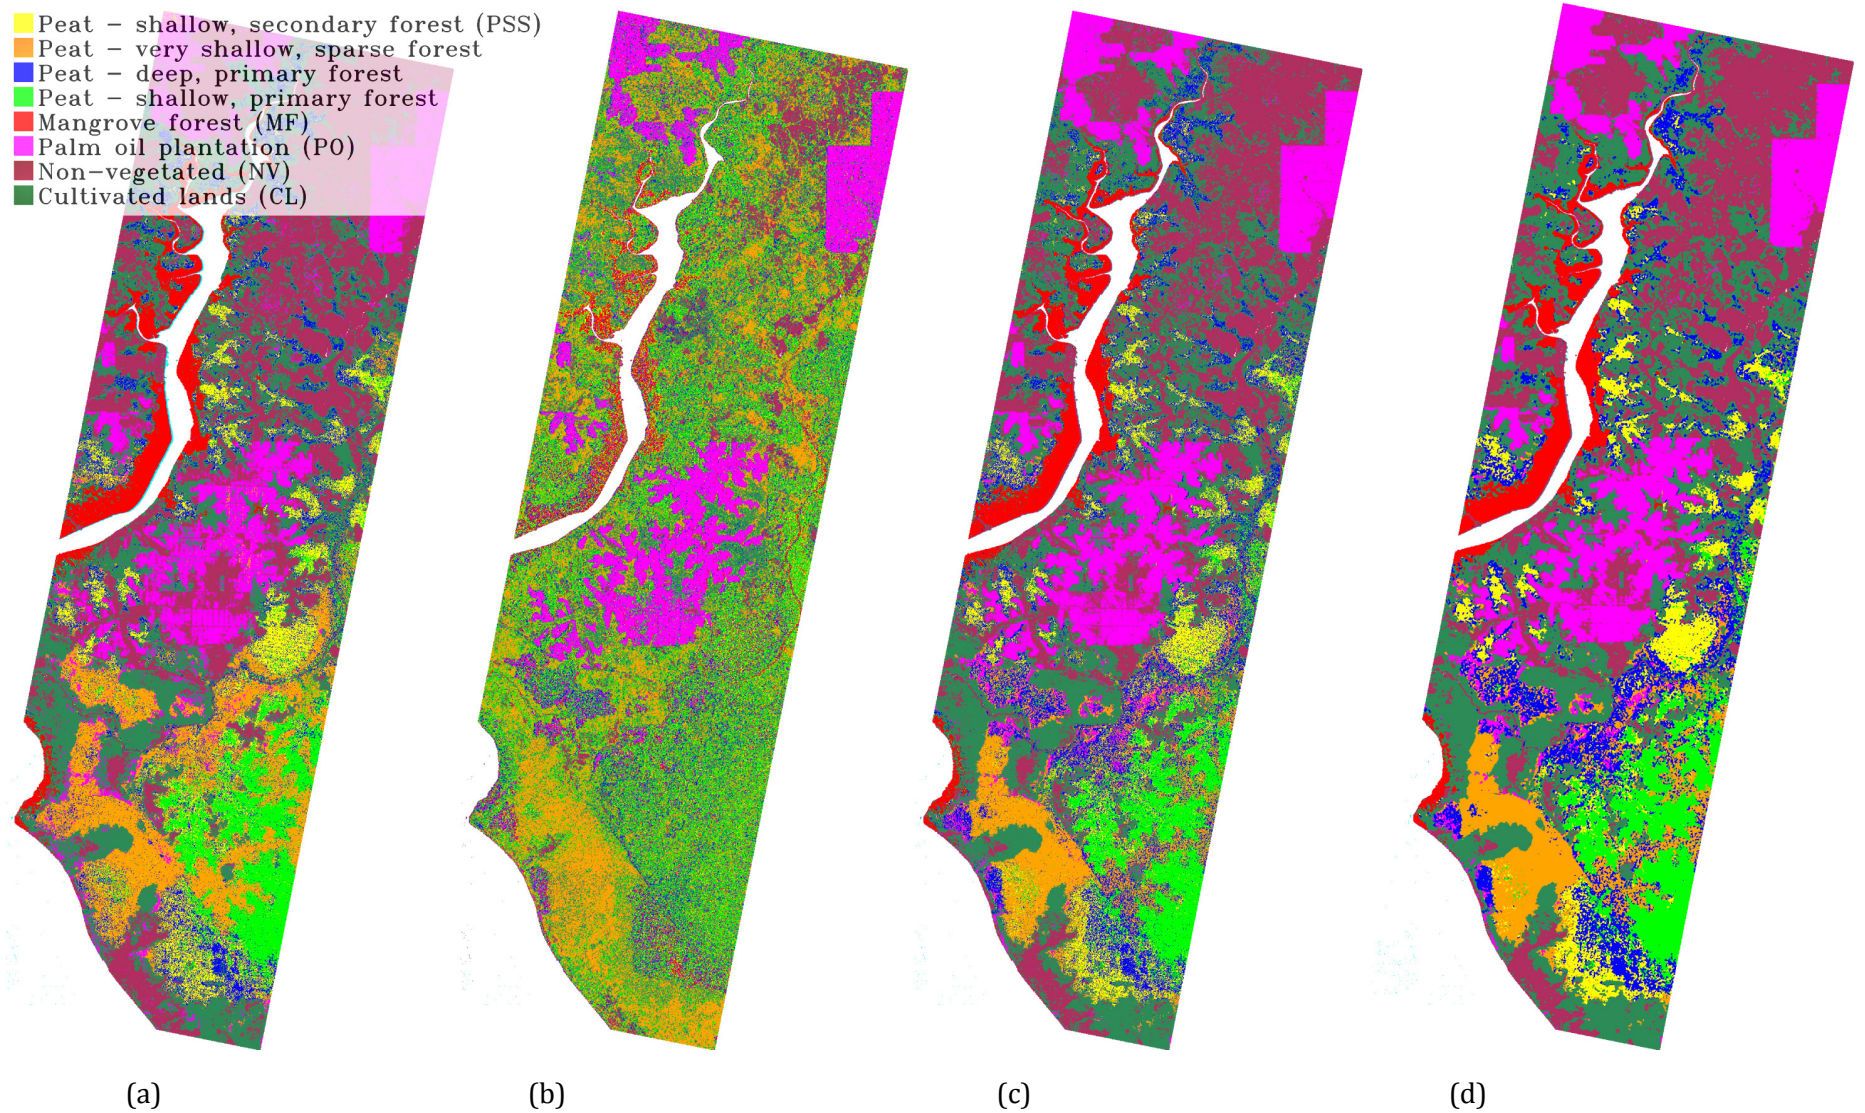 Peat - shallow, secondary forest (PSS)
Peat - very shallow, sparse forest
Peat - deep, primary forest
Peat - shallow, primary forest
Mangrove forest (MF)
Palm oil plantation (PO)
Non-vegetated (NV)
Cultivated lands (CL)
(a) (b) (c) (d)